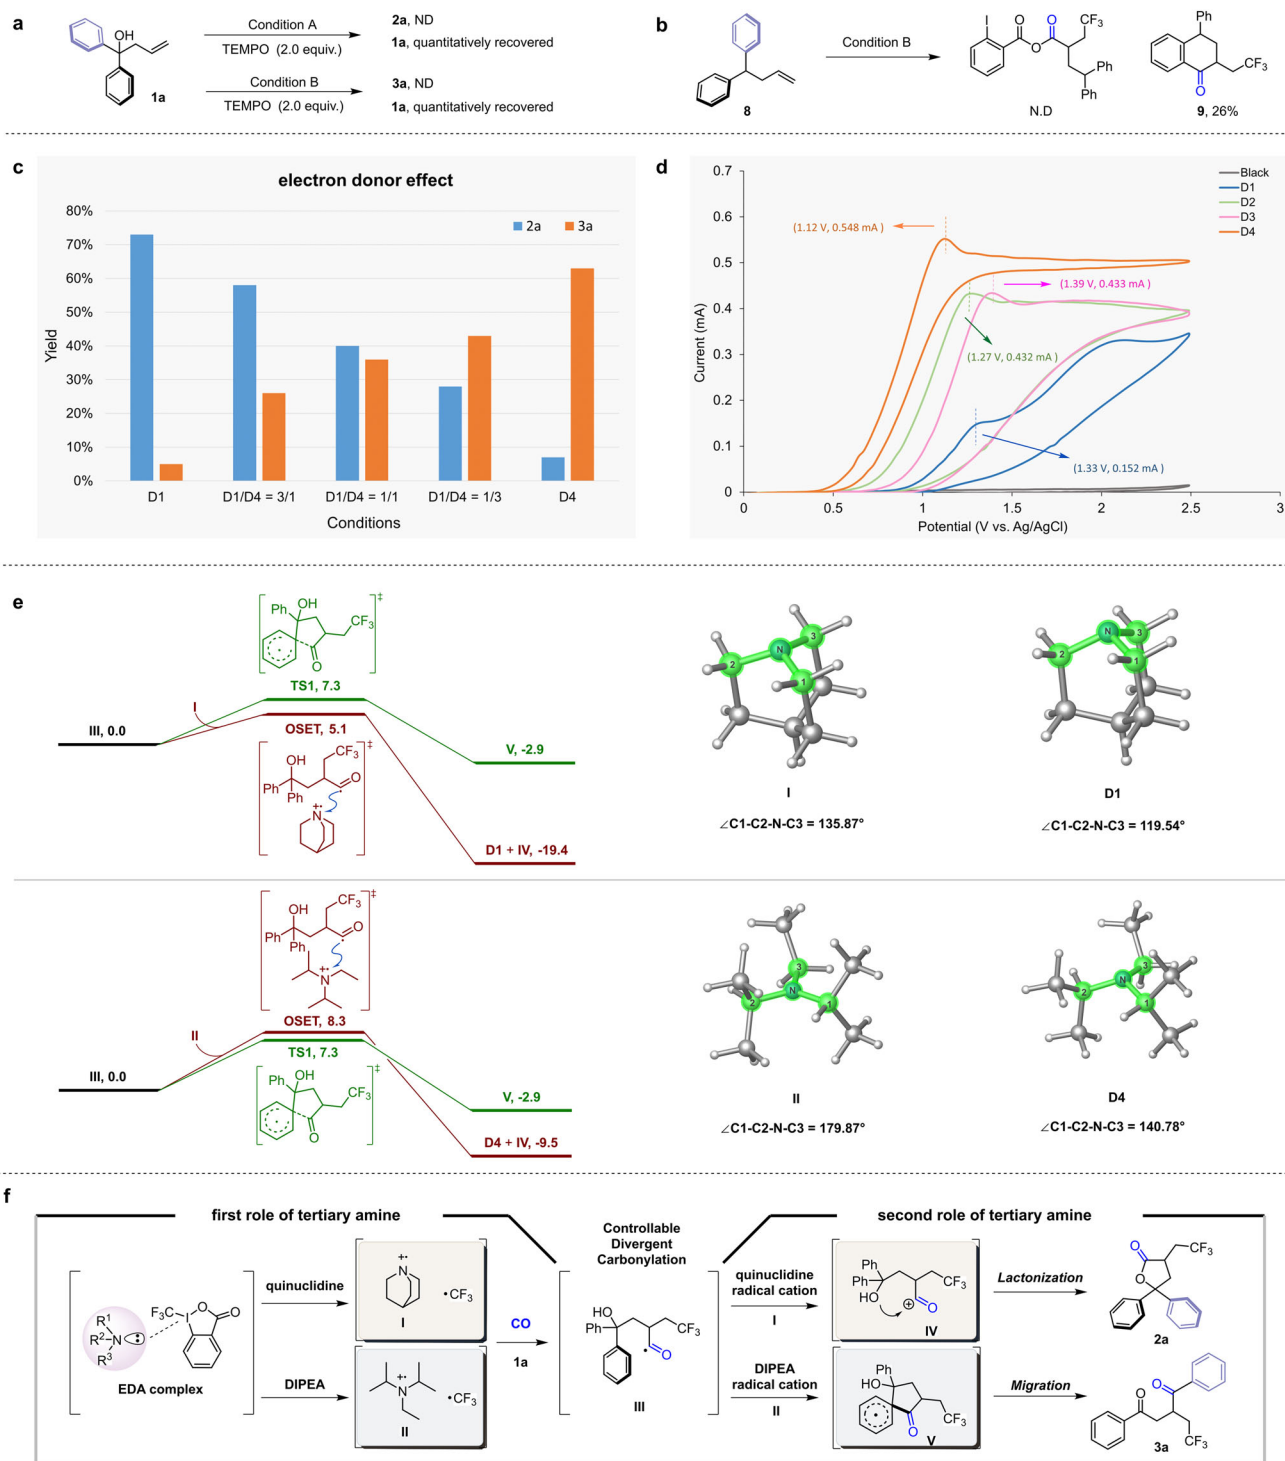 a
OH
1a
Condition A
TEMPO (2.0 equiv.)
2a, ND
1a, quantitatively recovered
Condition B
TEMPO (2.0 equiv.)
3a, ND
1a, quantitatively recovered
b
8
Condition B
I
O
O
O
CF3
Ph
Ph
N.D
Ph
CF3
O
9, 26%
c
electron donor effect
2a
3a
80%
70%
60%
50%
40%
30%
20%
10%
0%
Yield
D1
D1/D4 = 3/1
D1/D4 = 1/1
D1/D4 = 1/3
D4
Conditions
d
0.7
0.6
0.5
0.4
0.3
0.2
0.1
0
Current (mA)
Black
D1
D2
D3
D4
(1.12 V, 0.548 mA )
(1.39 V, 0.433 mA )
(1.27 V, 0.432 mA )
(1.33 V, 0.152 mA )
0
0.5
1
1.5
2
2.5
3
Potential (V vs. Ag/AgCl)
e
Ph
OH
CF3
O
‡
TS1, 7.3
III, 0.0
I
OSET, 5.1
V, -2.9
CF3
‡
OH
Ph
Ph
O
+•
N
D1 + IV, -19.4
N
1
2
3
I
∠C1-C2-N-C3 = 135.87°
N
1
2
3
D1
∠C1-C2-N-C3 = 119.54°
CF3
‡
OH
Ph
Ph
O
+•
N
OSET, 8.3
II
TS1, 7.3
III, 0.0
Ph
OH
CF3
O
‡
V, -2.9
D4 + IV, -9.5
N
1
2
3
II
∠C1-C2-N-C3 = 179.87°
N
1
2
3
D4
∠C1-C2-N-C3 = 140.78°
f
first role of tertiary amine
Controllable
Divergent
Carbonylation
second role of tertiary amine
R1
R2
N
R3
F3C
I
O
O
EDA complex
quinuclidine
+•
N
•CF3
I
DIPEA
+•
N
•CF3
II
CO
1a
HO
Ph
CF3
O
III
quinuclidine
radical cation
I
Ph
Ph
HO
CF3
+
O
IV
Lactonization
O
O
CF3
2a
DIPEA
radical cation
II
Ph
HO
CF3
O
V
Migration
O
O
CF3
3a